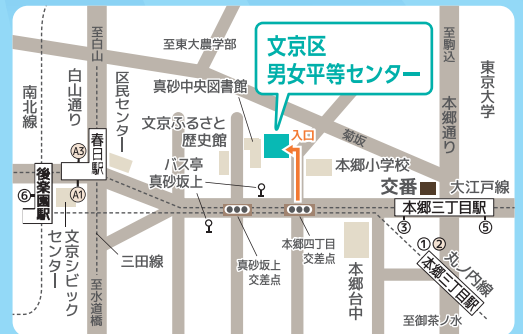 至白山
至東大農学部
文京区
男女平等センター
至駒込
東京大学
南北線
白山通り
区民センター
真砂中央図書館
文京ふるさと
歴史館
入口
菊坂
本郷通り
A3
春日駅
バス亭
真砂坂上
本郷小学校
交番
大江戸線
後楽園駅
⑥
A1
本郷三丁目駅
③
⑤
文京シビック
センター
三田線
真砂坂上
交差点
本郷四丁目
交差点
本郷台中
①
②
丸ノ内線
本郷三丁目駅
至水道橋
至御茶ノ水